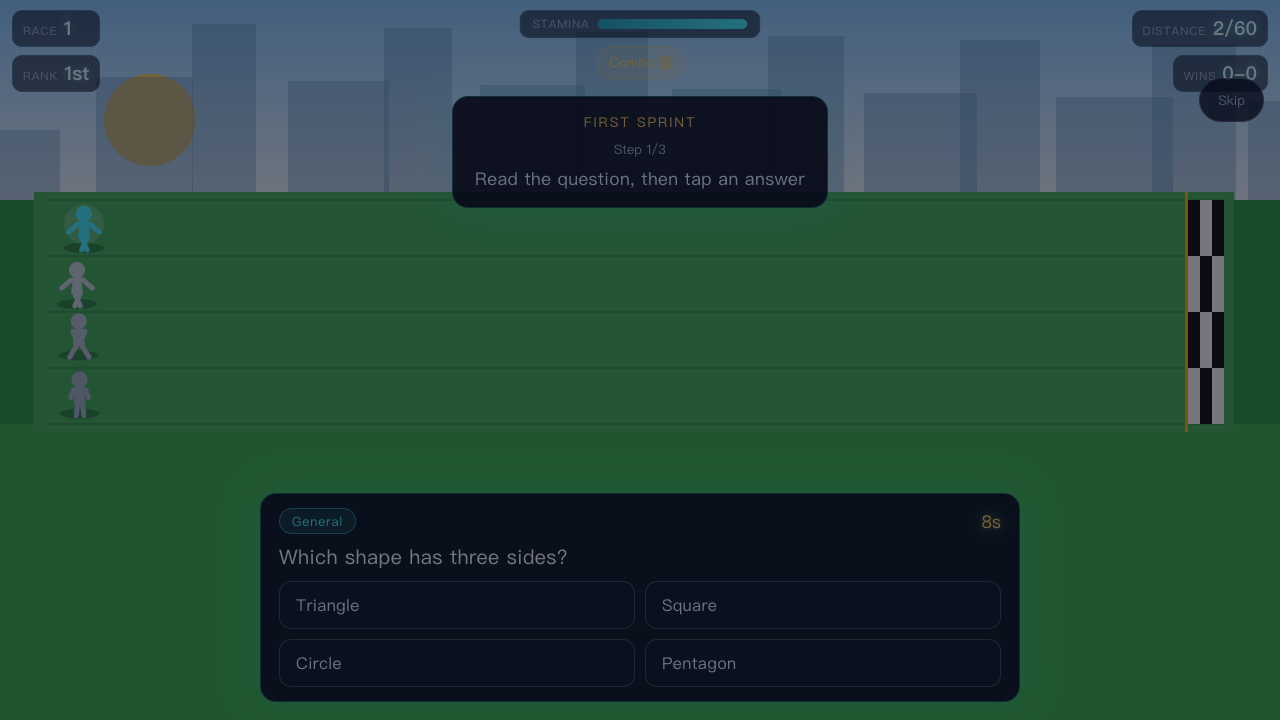 RACE 1
RANK 1st
STAMINA
Combo
DISTANCE 2/60
WINS 0–0
Skip
FIRST SPRINT
Step 1/3
Read the question, then tap an answer
General
8s
Which shape has three sides?
Triangle
Square
Circle
Pentagon